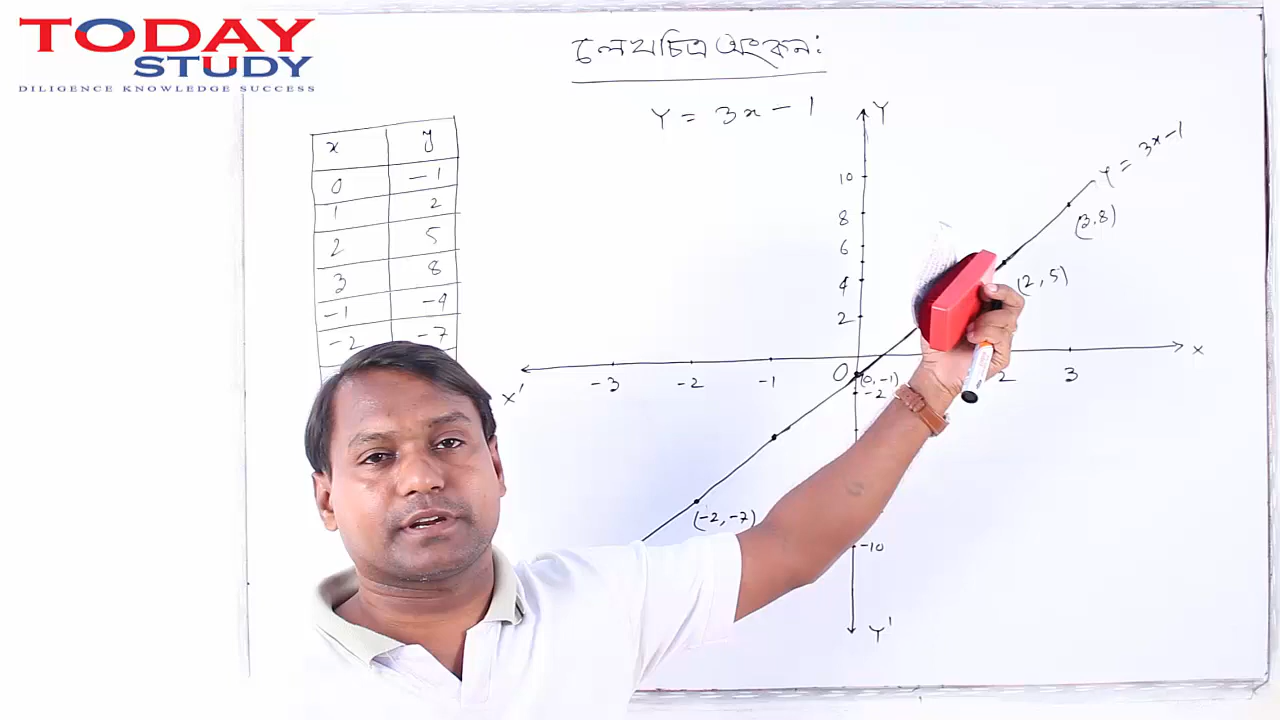 TODAY
STUDY
DILIGENCE KNOWLEDGE SUCCESS
লেখচিত্র অংকন:
Y = 3x - 1
x y
0 -1
1 2
2 5
3 8
-1 -4
-2 -7
Y
10
8
6
4
2
Y = 3x-1
(3,8)
(2, 5)
X' -3 -2 -1 0 2 3 X
(0,-1)
-2
(-2,-7)
-10
Y'